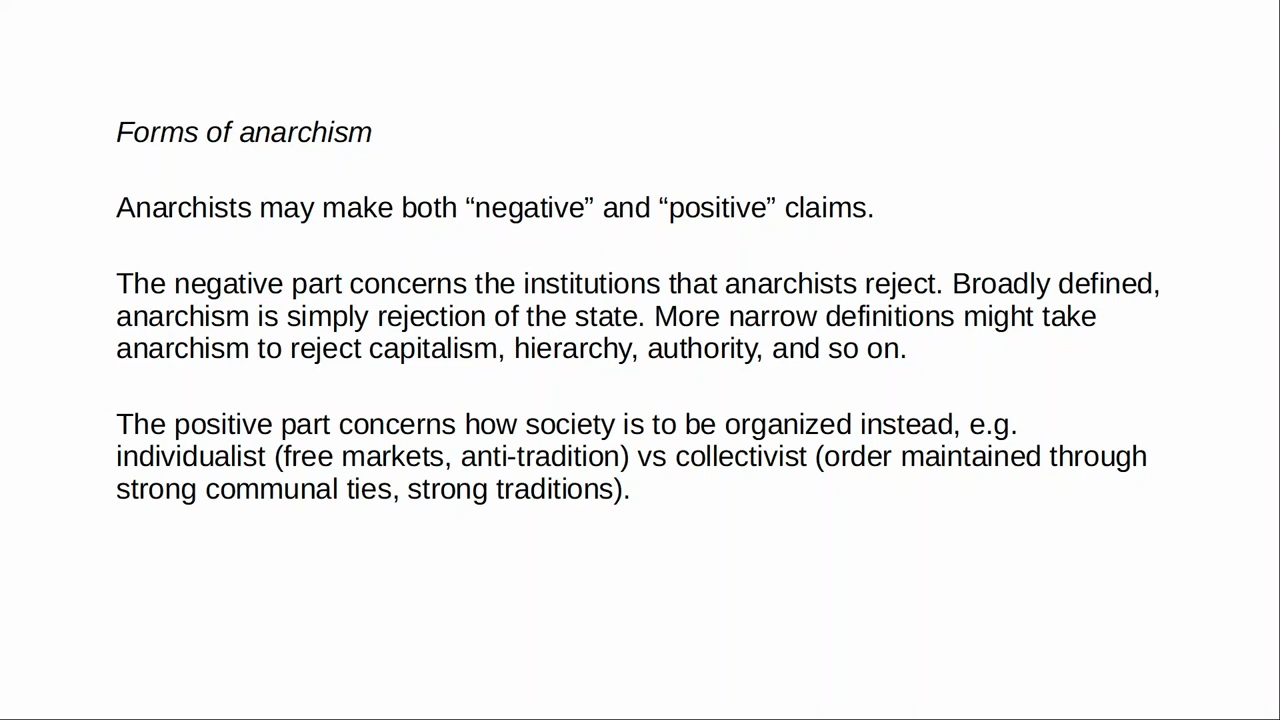 Forms of anarchism
Anarchists may make both “negative” and “positive” claims.
The negative part concerns the institutions that anarchists reject. Broadly defined,
anarchism is simply rejection of the state. More narrow definitions might take
anarchism to reject capitalism, hierarchy, authority, and so on.
The positive part concerns how society is to be organized instead, e.g.
individualist (free markets, anti-tradition) vs collectivist (order maintained through
strong communal ties, strong traditions).